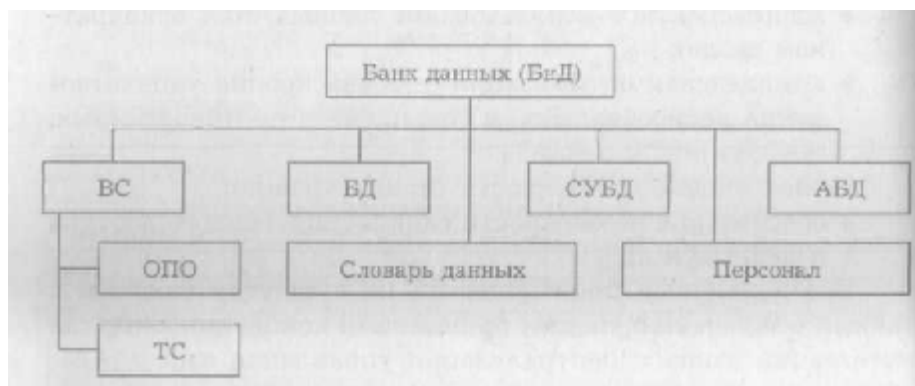 Банк данных (БнД)
ВС
БД
СУБД
АБД
ОПО
Словарь данных
Персонал
ТС